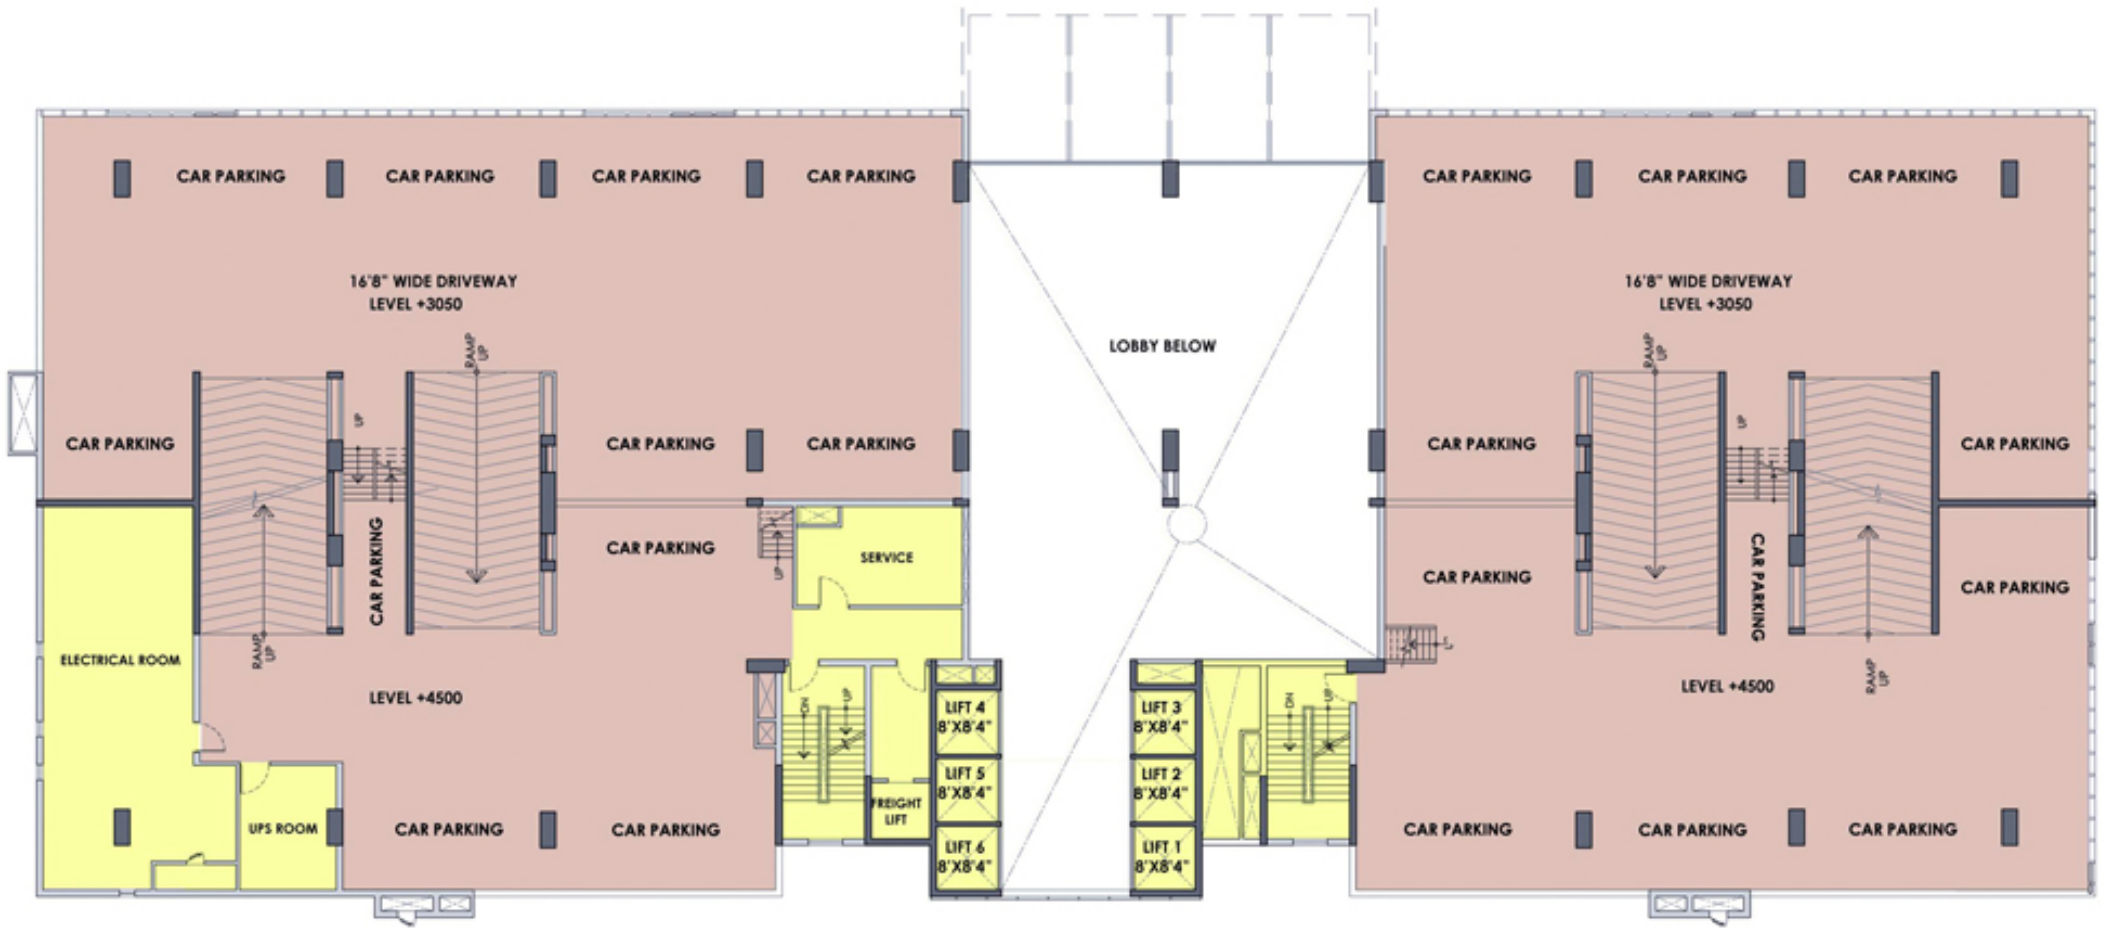 CAR PARKING
CAR PARKING
CAR PARKING
CAR PARKING
CAR PARKING
CAR PARKING
CAR PARKING
16'8" WIDE DRIVEWAY
LEVEL +3050
16'8" WIDE DRIVEWAY
LEVEL +3050
LOBBY BELOW
RAMP
UP
RAMP
UP
UP
UP
CAR PARKING
CAR PARKING
CAR PARKING
CAR PARKING
CAR PARKING
CAR PARKING
CAR PARKING
CAR PARKING
CAR PARKING
CAR PARKING
CAR PARKING
UP
SERVICE
ELECTRICAL ROOM
RAMP
UP
RAMP
UP
LEVEL +4500
LEVEL +4500
DN
UP
DN
UP
LIFT 4
8'X8'4"
LIFT 3
8'X8'4"
LIFT 5
8'X8'4"
LIFT 2
8'X8'4"
FREIGHT
LIFT
LIFT 6
8'X8'4"
LIFT 1
8'X8'4"
UPS ROOM
CAR PARKING
CAR PARKING
CAR PARKING
CAR PARKING
CAR PARKING